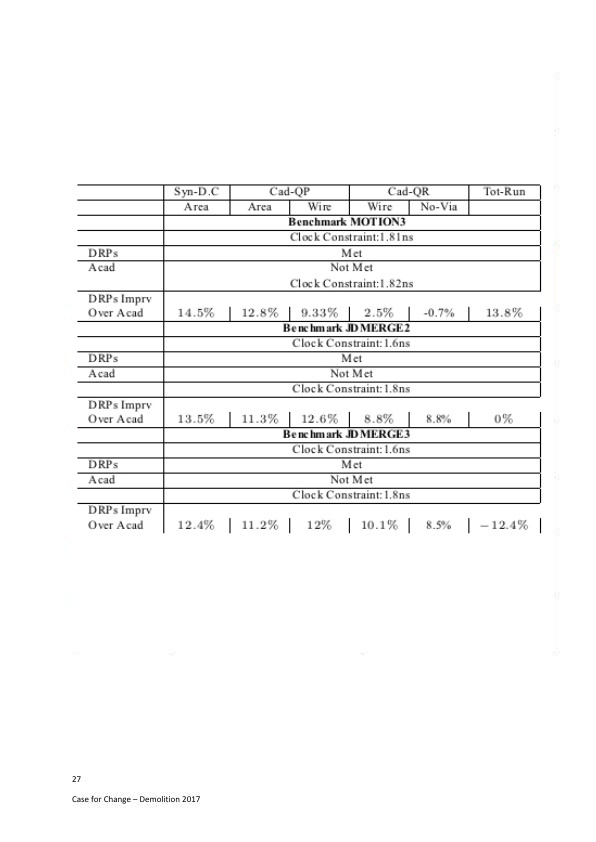 Syn-D.C Cad-QP Cad-QR Tot-Run
Area Area Wire Wire No-Via
Benchmark MOTION3
Clock Constraint:1.81ns
DRPs Met
Acad Not Met
Clock Constraint:1.82ns
DRPs Imprv
Over Acad 14.5% 12.8% 9.33% 2.5% -0.7% 13.8%
Benchmark JDMERGE2
Clock Constraint:1.6ns
DRPs Met
Acad Not Met
Clock Constraint:1.8ns
DRPs Imprv
Over Acad 13.5% 11.3% 12.6% 8.8% 8.8% 0%
Benchmark JDMERGE3
Clock Constraint:1.6ns
DRPs Met
Acad Not Met
Clock Constraint:1.8ns
DRPs Imprv
Over Acad 12.4% 11.2% 12% 10.1% 8.5% −12.4%
27
Case for Change – Demolition 2017